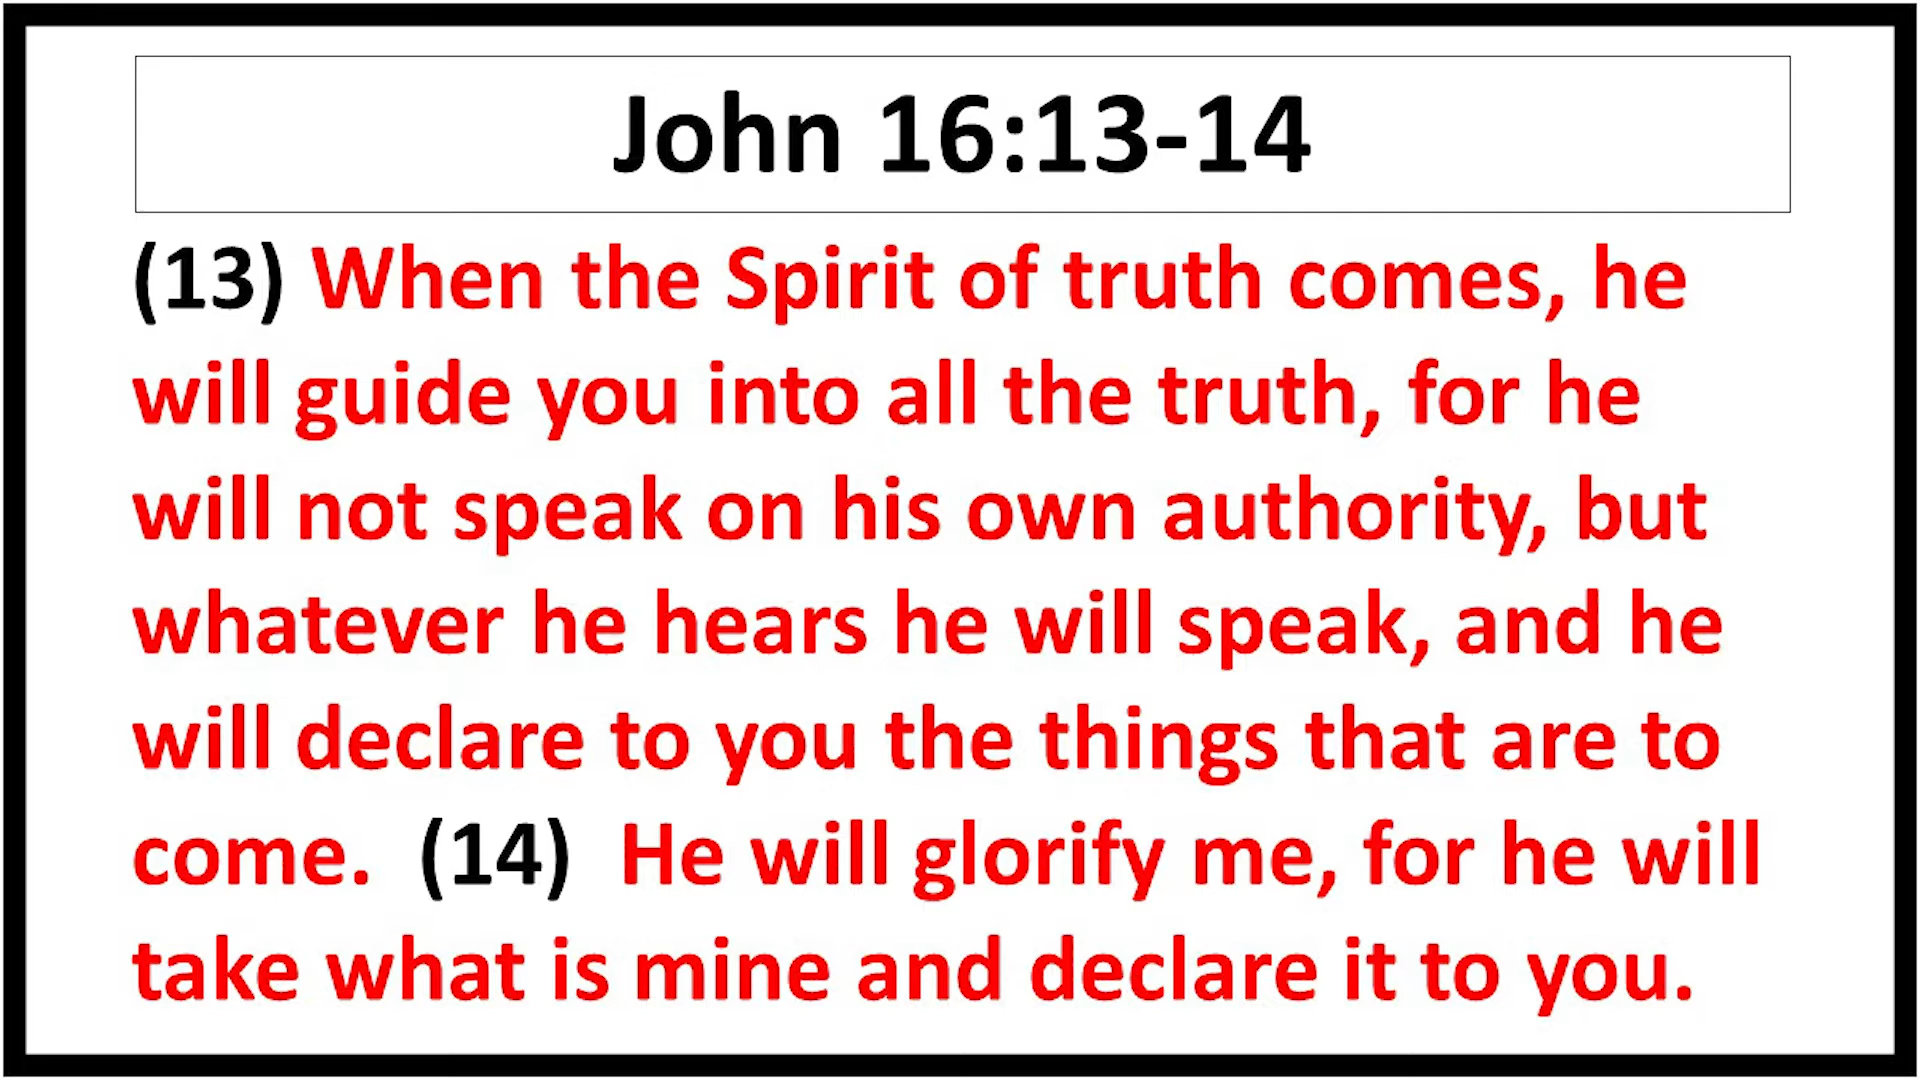 John 16:13-14
(13) When the Spirit of truth comes, he
will guide you into all the truth, for he
will not speak on his own authority, but
whatever he hears he will speak, and he
will declare to you the things that are to
come. (14) He will glorify me, for he will
take what is mine and declare it to you.